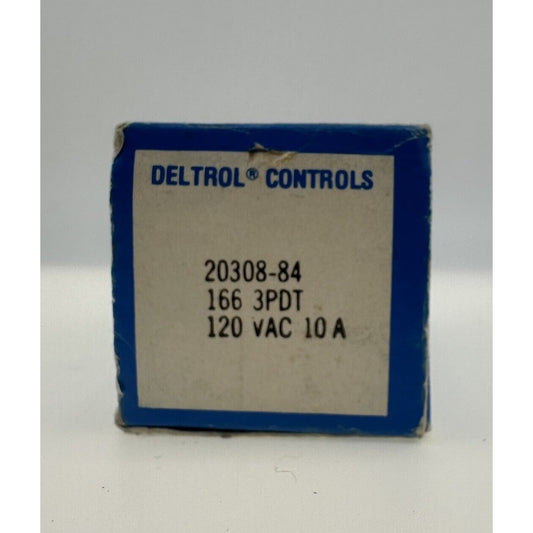 DELTROL® CONTROLS
20308-84
166 3PDT
120 VAC 10 A